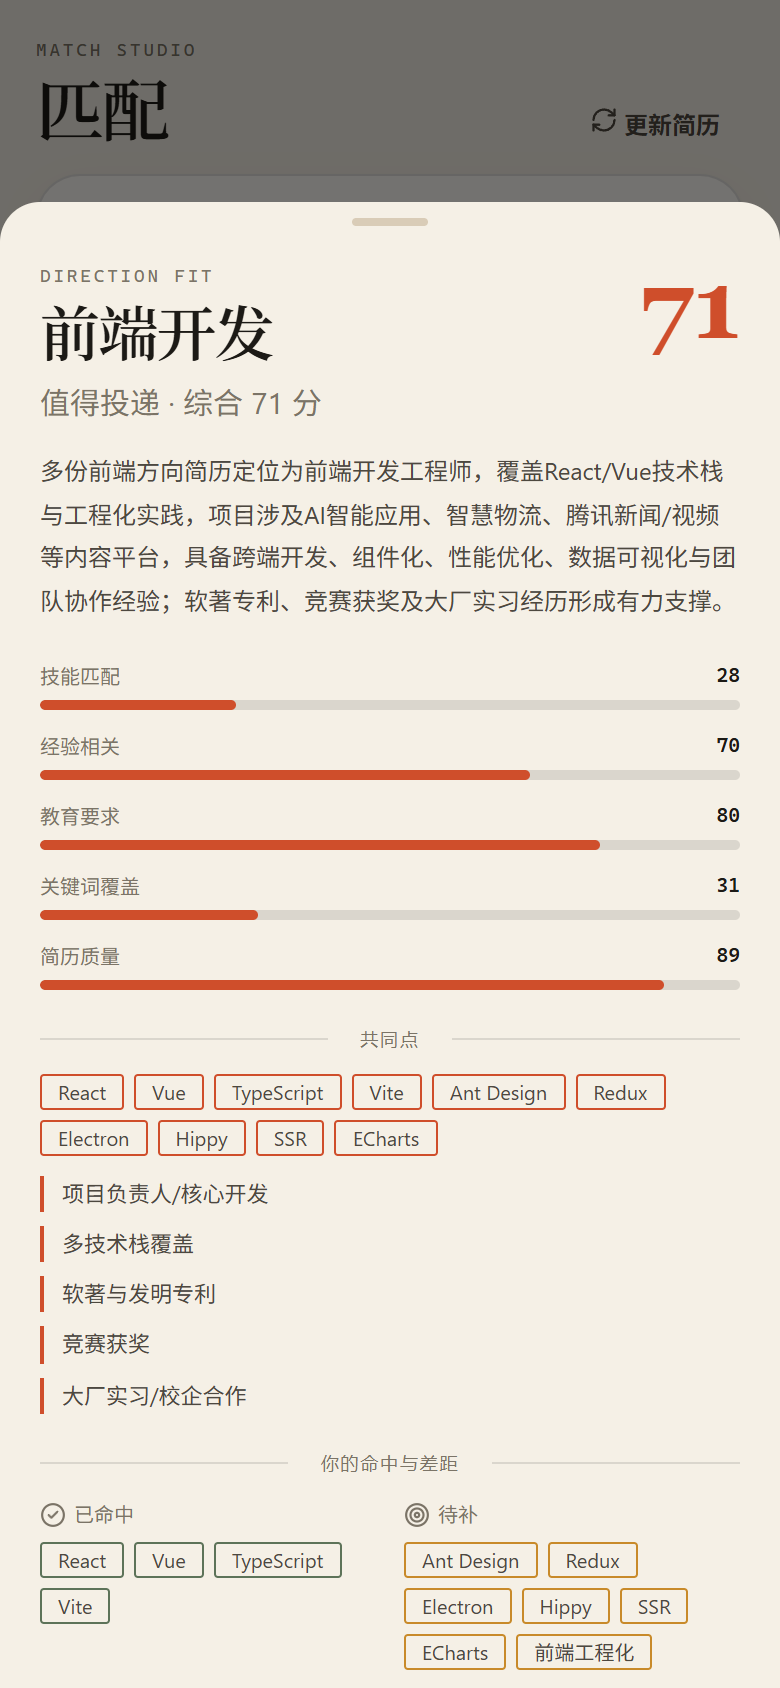 MATCH STUDIO
匹配
更新简历
DIRECTION FIT
前端开发
71
值得投递 · 综合 71 分
多份前端方向简历定位为前端开发工程师，覆盖React/Vue技术栈
与工程化实践，项目涉及AI智能应用、智慧物流、腾讯新闻/视频
等内容平台，具备跨端开发、组件化、性能优化、数据可视化与团
队协作经验；软著专利、竞赛获奖及大厂实习经历形成有力支撑。
技能匹配 28
经验相关 70
教育要求 80
关键词覆盖 31
简历质量 89
共同点
React Vue TypeScript Vite Ant Design Redux
Electron Hippy SSR ECharts
项目负责人/核心开发
多技术栈覆盖
软著与发明专利
竞赛获奖
大厂实习/校企合作
你的命中与差距
已命中
React Vue TypeScript
Vite
待补
Ant Design Redux
Electron Hippy SSR
ECharts 前端工程化